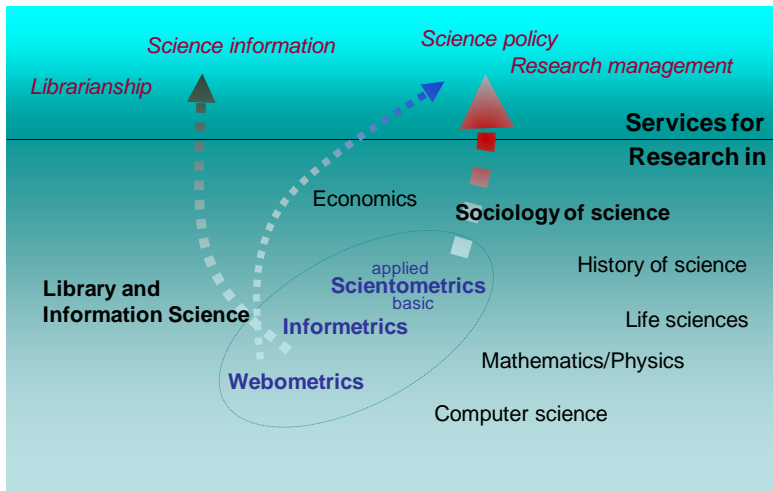 Science information
Science policy
Librarianship
Research management
Services for
Research in
Economics
Sociology of science
applied
Scientometrics
basic
History of science
Library and
Information Science
Informetrics
Life sciences
Mathematics/Physics
Webometrics
Computer science